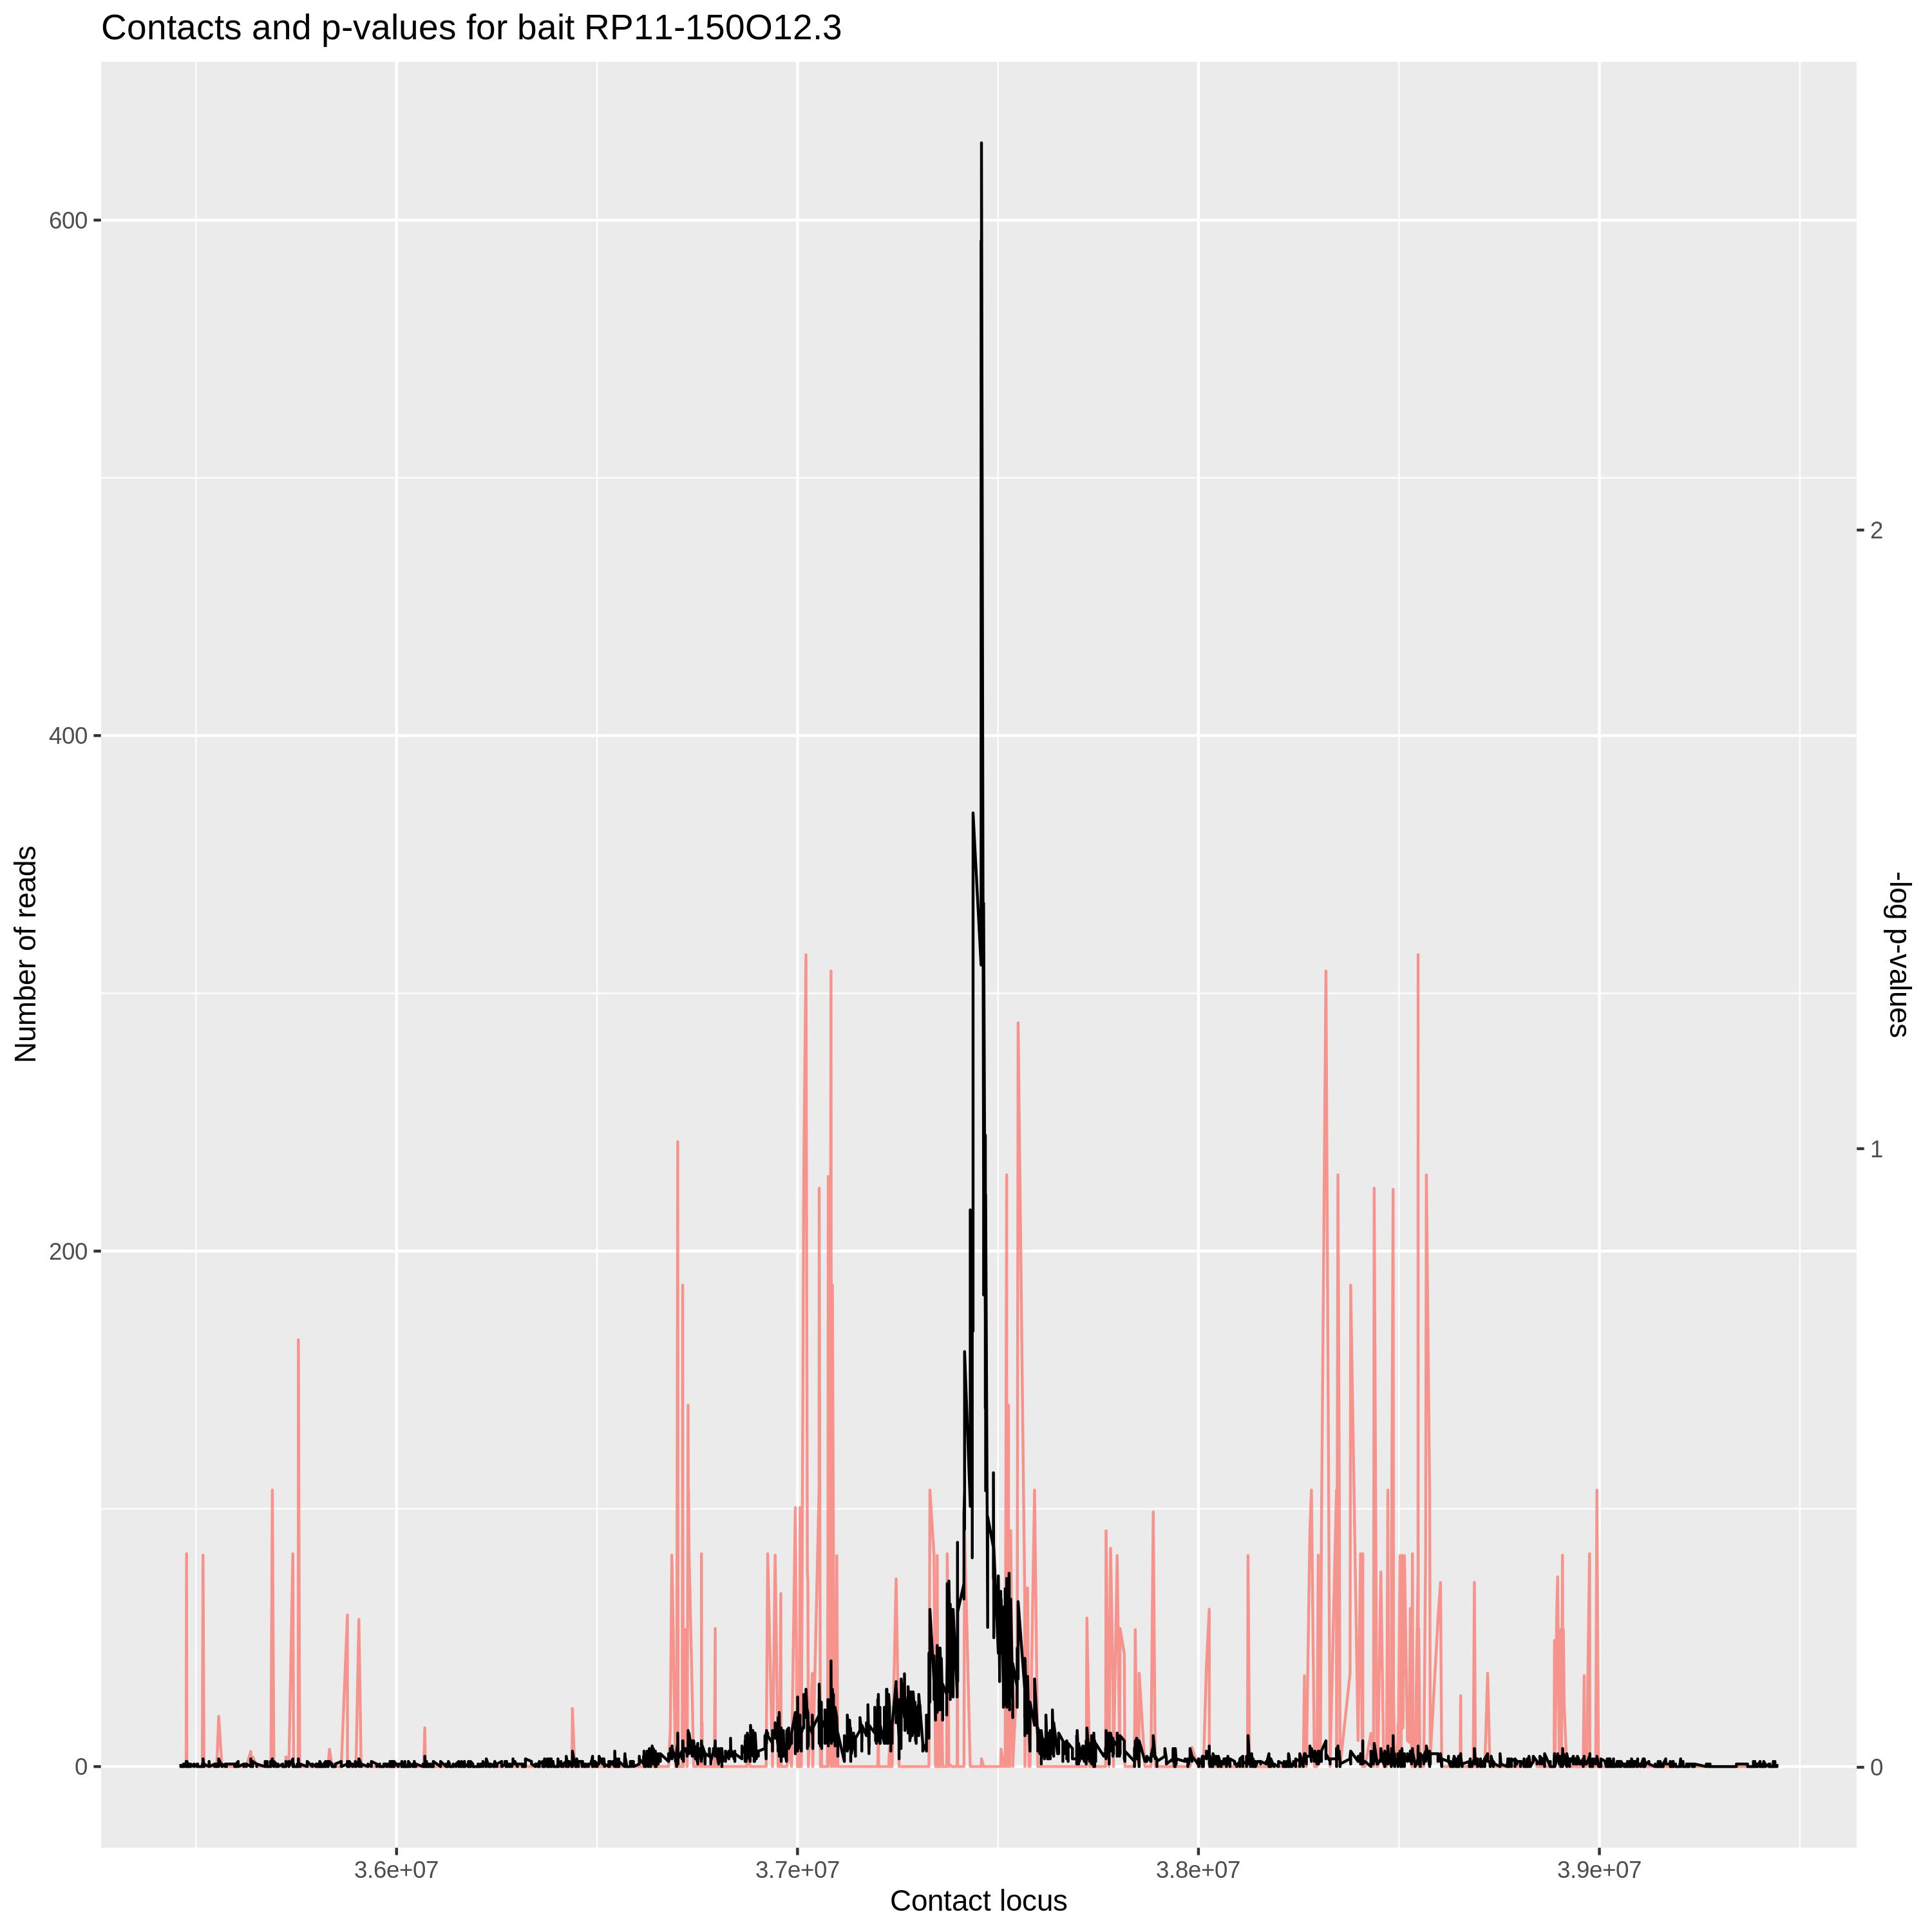 Contacts and p-values for bait RP11-150O12.3
600
400
200
0
Number of reads
2
1
0
-log p-values
3.6e+07
3.7e+07
3.8e+07
3.9e+07
Contact locus